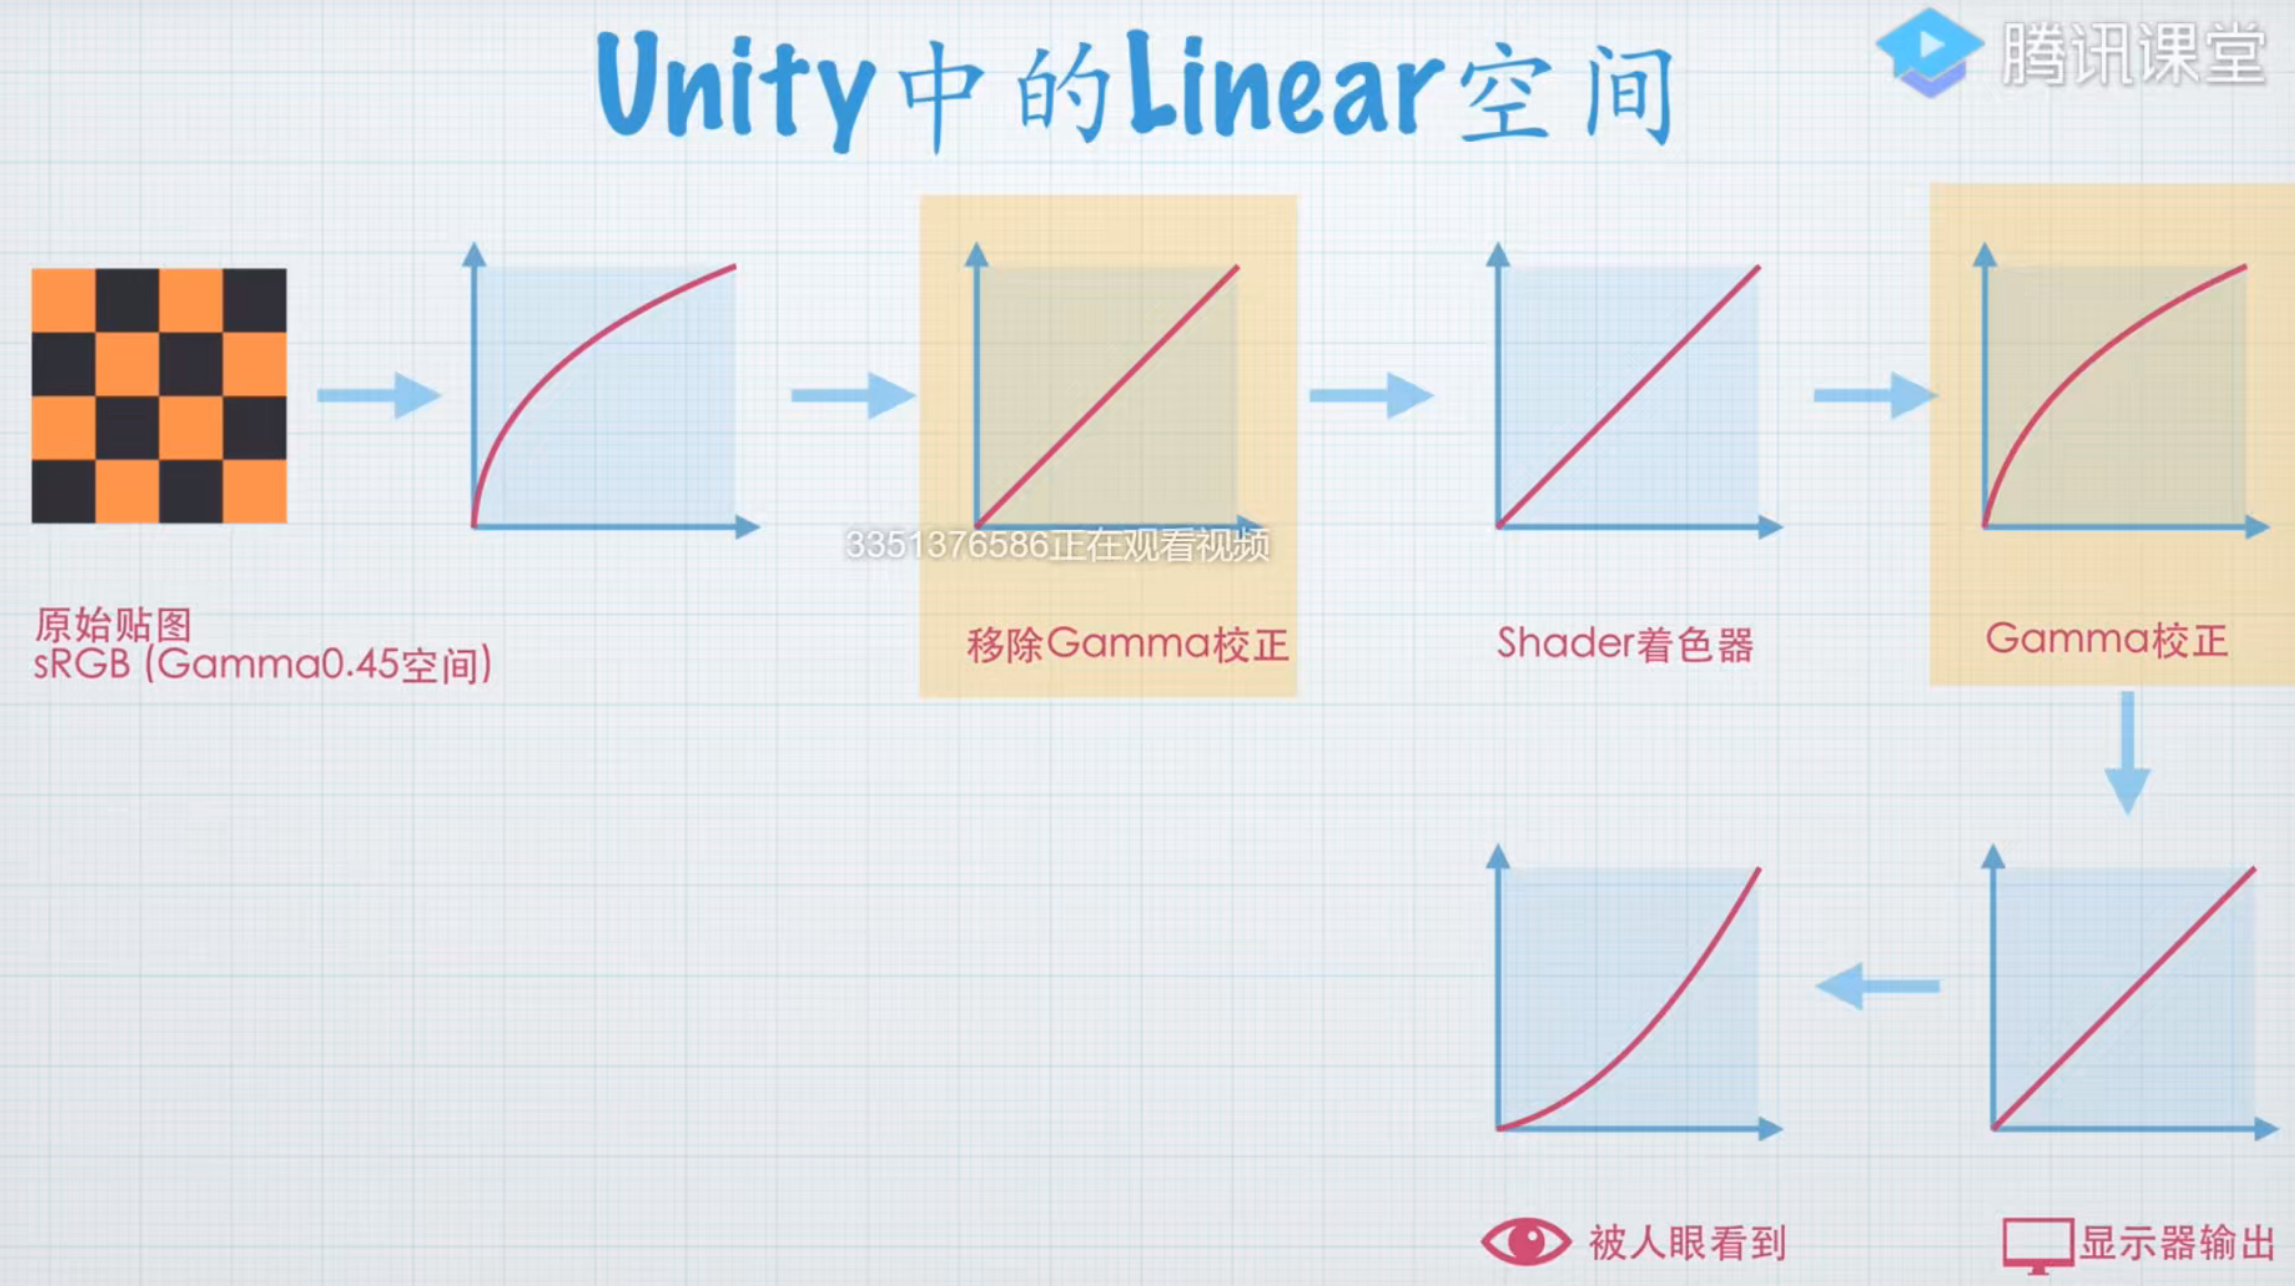 Unity中的Linear空间
腾讯课堂
3351376586正在观看视频
原始贴图
sRGB (Gamma0.45空间)
移除Gamma校正
Shader着色器
Gamma校正
被人眼看到
显示器输出